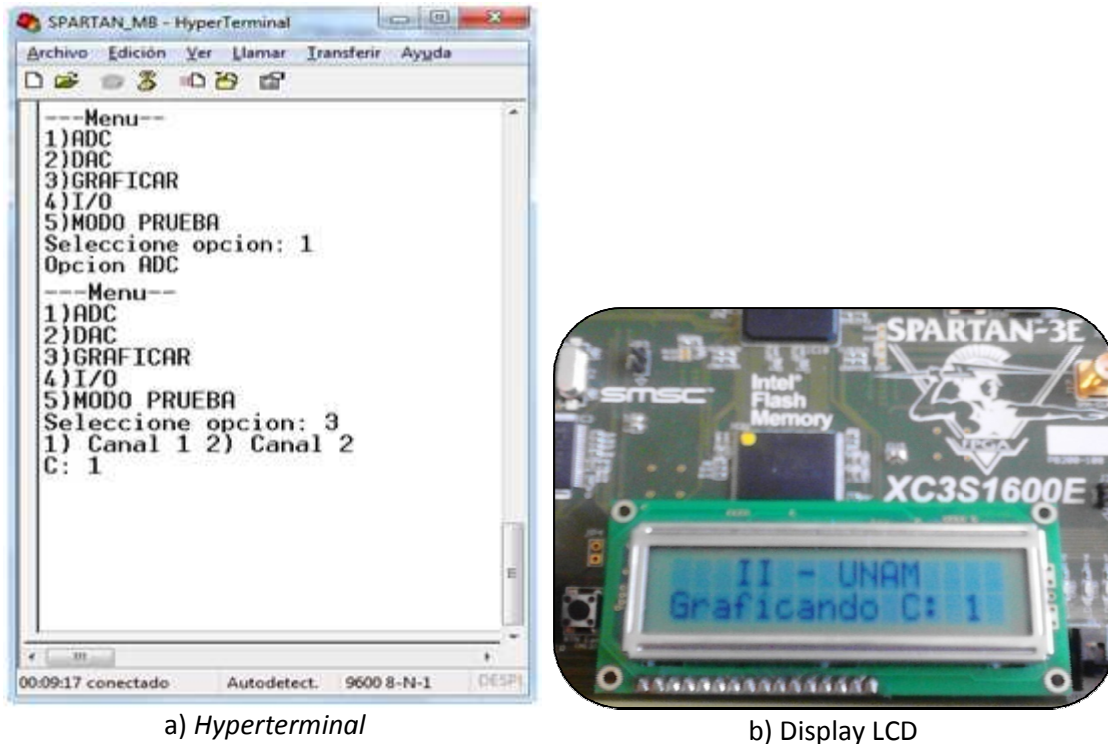 SPARTAN_MB - HyperTerminal
Archivo Edición Ver Llamar Transferir Ayuda
---Menu--
1)ADC
2)DAC
3)GRAFICAR
4)I/O
5)MODO PRUEBA
Seleccione opcion: 1
Opcion ADC
---Menu--
1)ADC
2)DAC
3)GRAFICAR
4)I/O
5)MODO PRUEBA
Seleccione opcion: 3
1) Canal 1 2) Canal 2
C: 1
00:09:17 conectado Autodetect. 9600 8-N-1
a) Hyperterminal
SPARTAN-3E
smsc
Intel®
Flash
Memory
FPGA
XC3S1600E
II - UNAM
Graficando C: 1
b) Display LCD